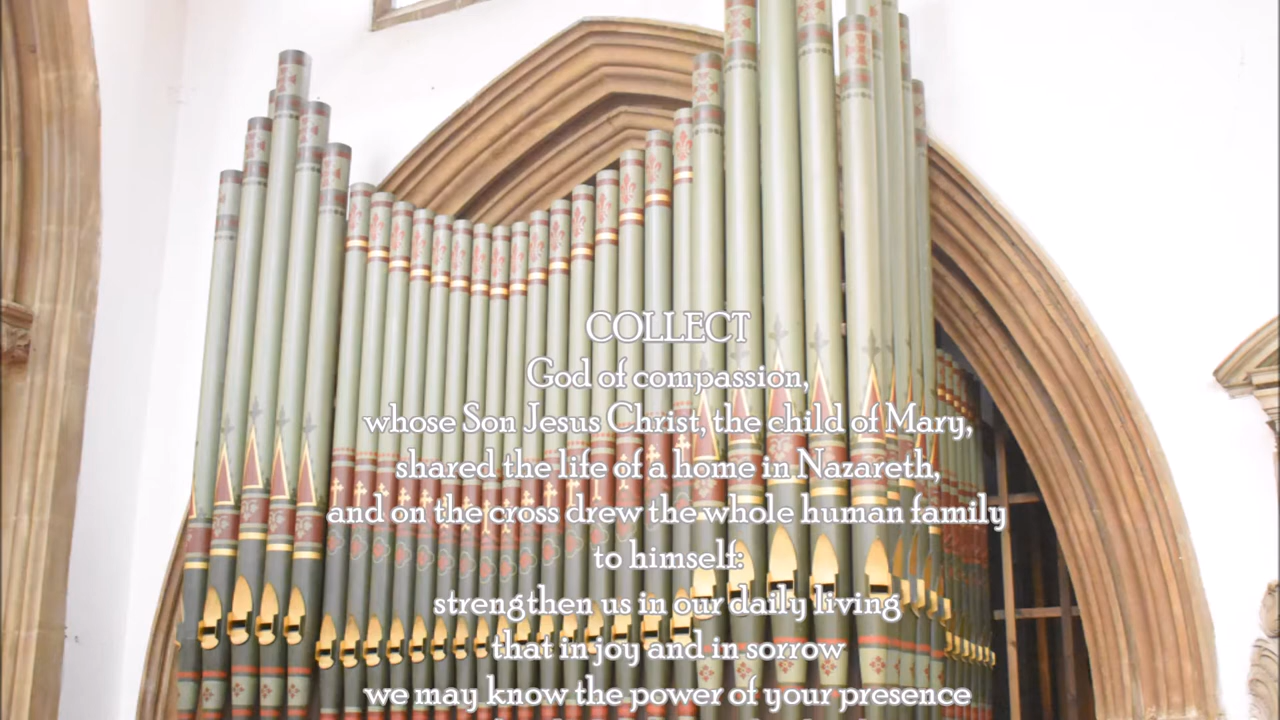 COLLECT
God of compassion,
whose Son Jesus Christ, the child of Mary,
shared the life of a home in Nazareth,
and on the cross drew the whole human family
to himself:
strengthen us in our daily living
that in joy and in sorrow
we may know the power of your presence